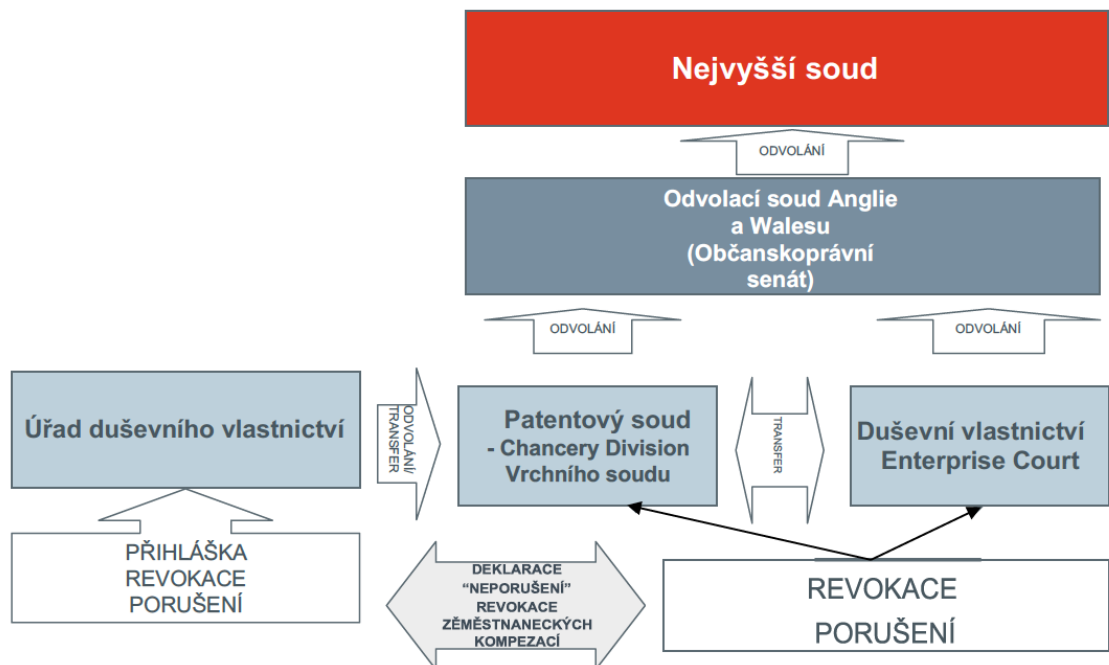 Nejvyšší soud
ODVOLÁNÍ
Odvolací soud Anglie
a Walesu
(Občanskoprávní
senát)
ODVOLÁNÍ
ODVOLÁNÍ
Úřad duševního vlastnictví
ODVOLÁNÍ/
TRANSFER
Patentový soud
- Chancery Division
Vrchního soudu
TRANSFER
Duševní vlastnictví
Enterprise Court
PŘIHLÁŠKA
REVOKACE
PORUŠENÍ
DEKLARACE
“NEPORUŠENÍ”
REVOKACE
ZĚMĚSTNANECKÝCH
KOMPEZACÍ
REVOKACE
PORUŠENÍ